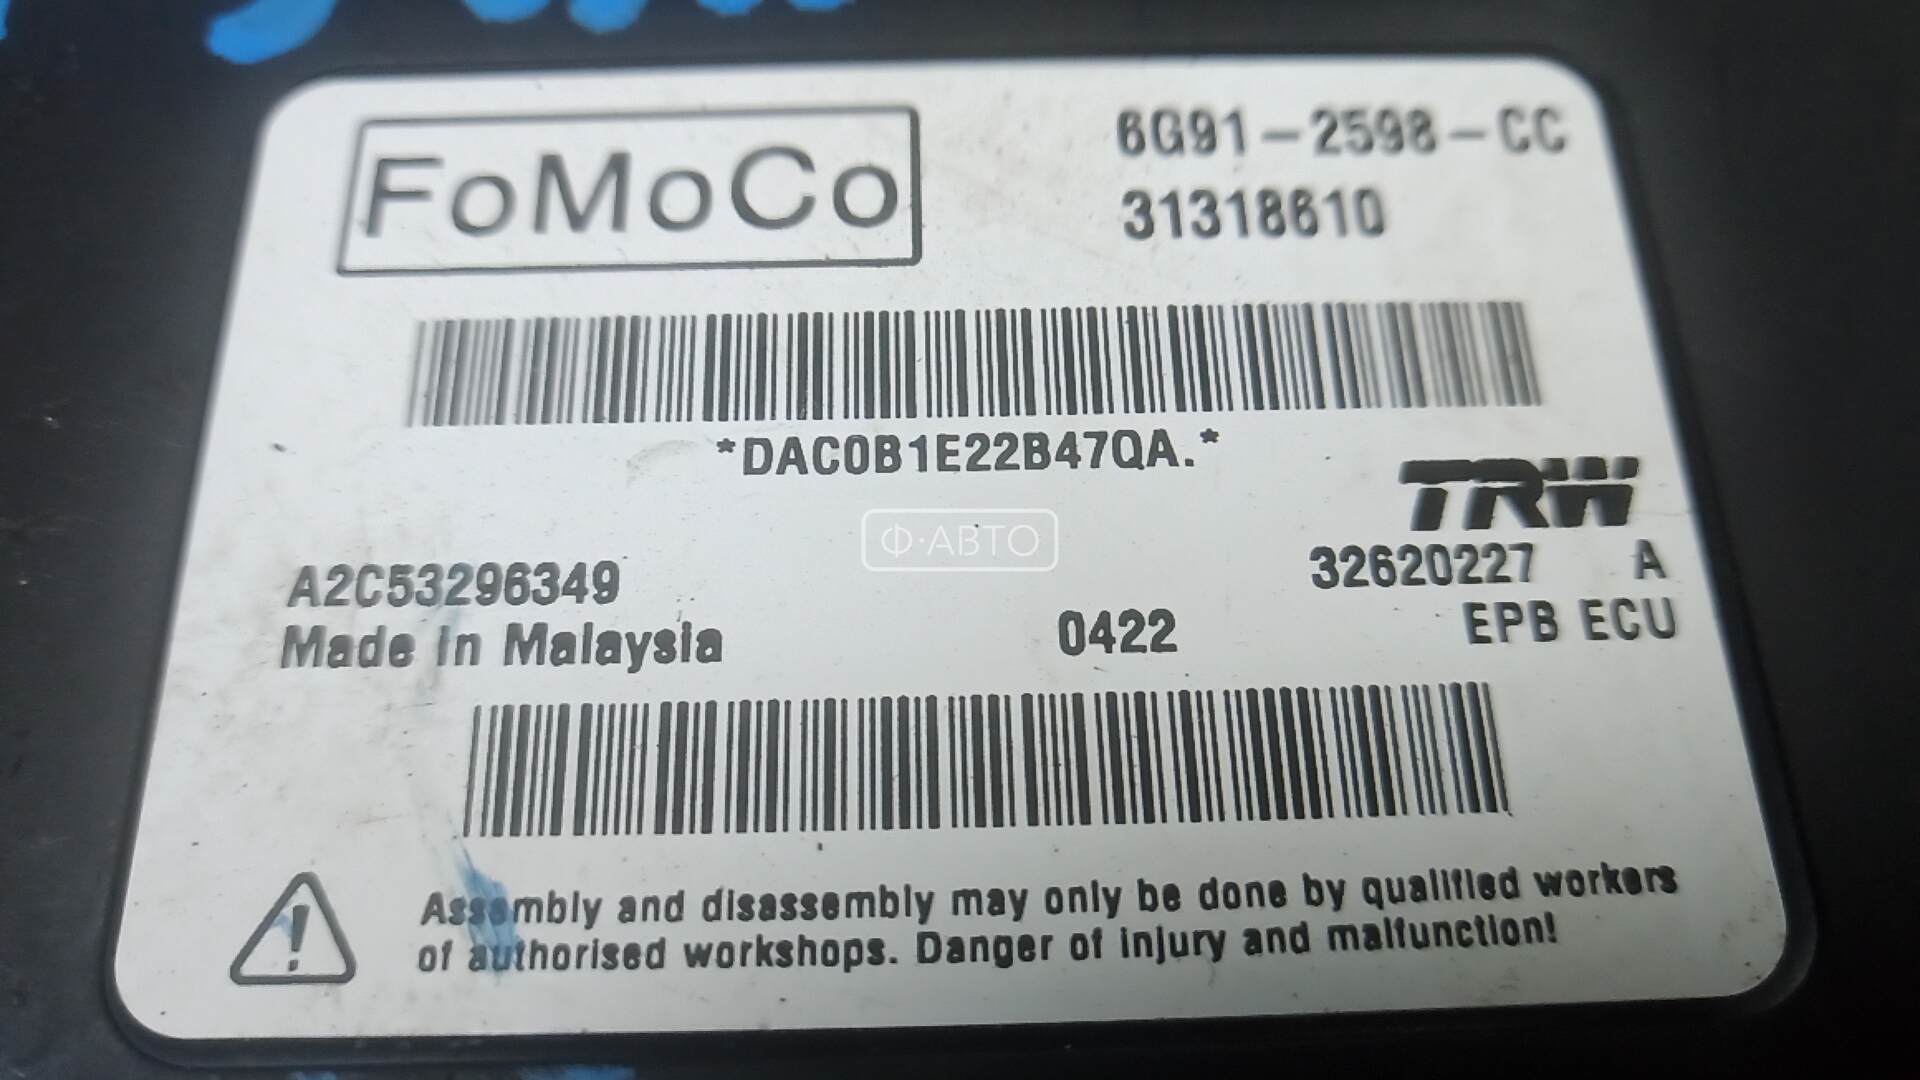 FoMoCo
6G91-2598-CC
31318610
*DAC0B1E22B47QA.*
TRW
Ф·АВТО
A2C53296349
32620227 A
Made in Malaysia
0422
EPB ECU
Assembly and disassembly may only be done by qualified workers
of authorised workshops. Danger of injury and malfunction!